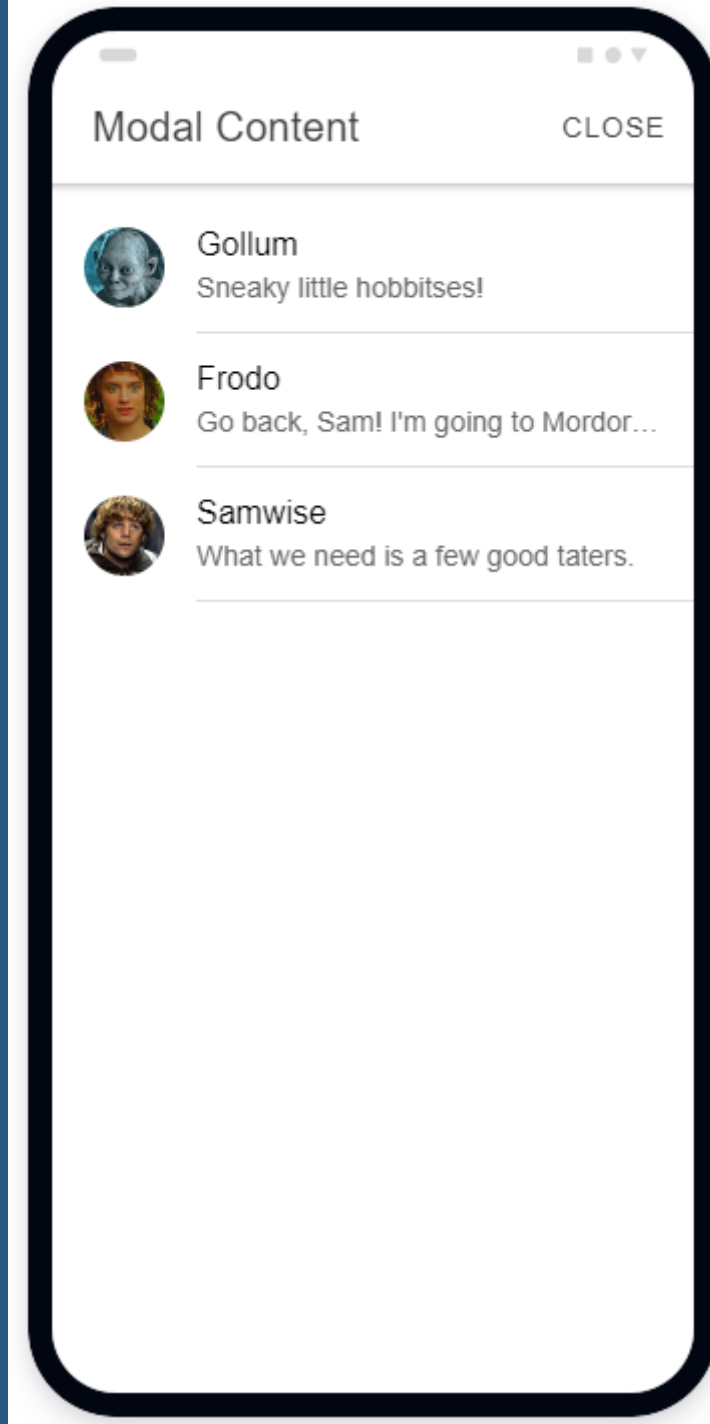 Modal Content
CLOSE
Gollum
Sneaky little hobbitses!
Frodo
Go back, Sam! I'm going to Mordor…
Samwise
What we need is a few good taters.